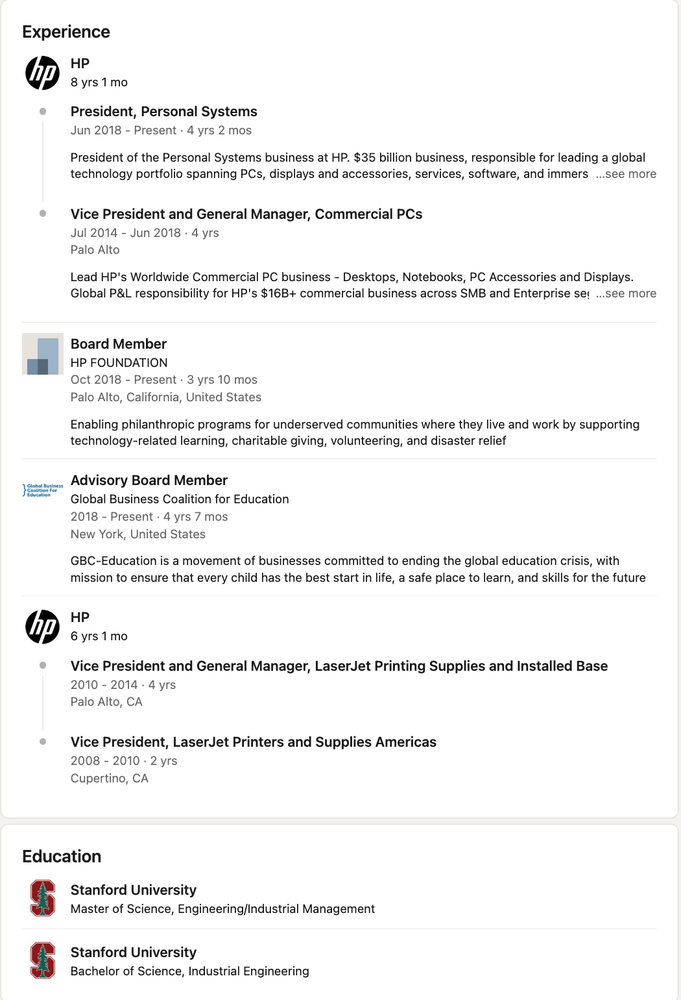 Experience
hp
HP
8 yrs 1 mo
President, Personal Systems
Jun 2018 - Present · 4 yrs 2 mos
President of the Personal Systems business at HP. $35 billion business, responsible for leading a global
technology portfolio spanning PCs, displays and accessories, services, software, and immers ...see more
Vice President and General Manager, Commercial PCs
Jul 2014 - Jun 2018 · 4 yrs
Palo Alto
Lead HP's Worldwide Commercial PC business - Desktops, Notebooks, PC Accessories and Displays.
Global P&L responsibility for HP's $16B+ commercial business across SMB and Enterprise seg ...see more
Board Member
HP FOUNDATION
Oct 2018 - Present · 3 yrs 10 mos
Palo Alto, California, United States
Enabling philanthropic programs for underserved communities where they live and work by supporting
technology-related learning, charitable giving, volunteering, and disaster relief
Global Business
Coalition For
Education
Advisory Board Member
Global Business Coalition for Education
2018 - Present · 4 yrs 7 mos
New York, United States
GBC-Education is a movement of businesses committed to ending the global education crisis, with
mission to ensure that every child has the best start in life, a safe place to learn, and skills for the future
hp
HP
6 yrs 1 mo
Vice President and General Manager, LaserJet Printing Supplies and Installed Base
2010 - 2014 · 4 yrs
Palo Alto, CA
Vice President, LaserJet Printers and Supplies Americas
2008 - 2010 · 2 yrs
Cupertino, CA
Education
S
Stanford University
Master of Science, Engineering/Industrial Management
S
Stanford University
Bachelor of Science, Industrial Engineering